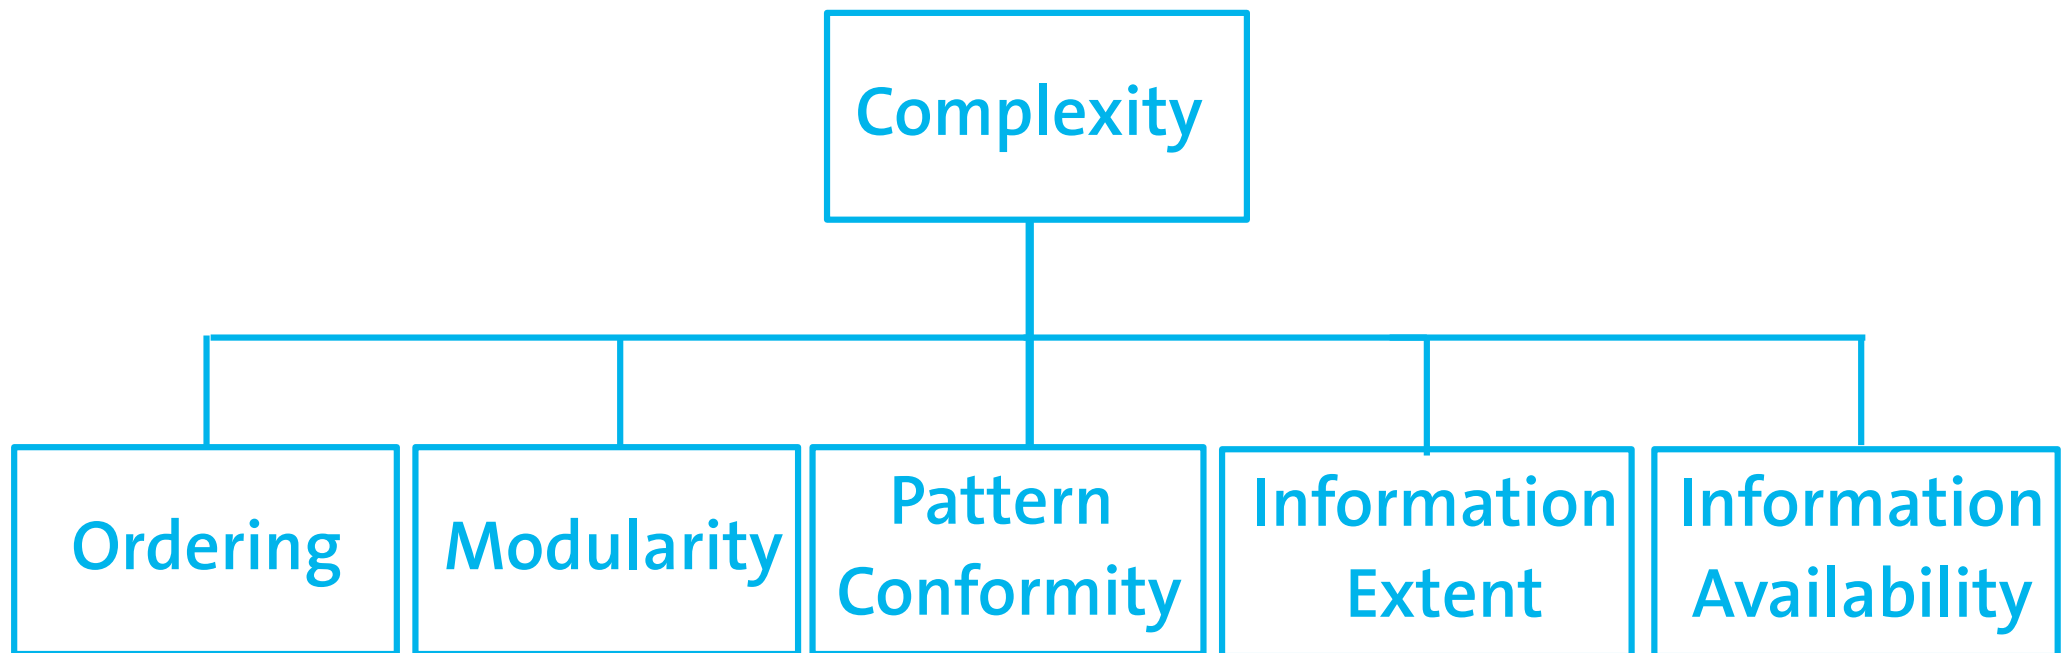 Complexity
Ordering
Modularity
Pattern
Conformity
Information
Extent
Information
Availability